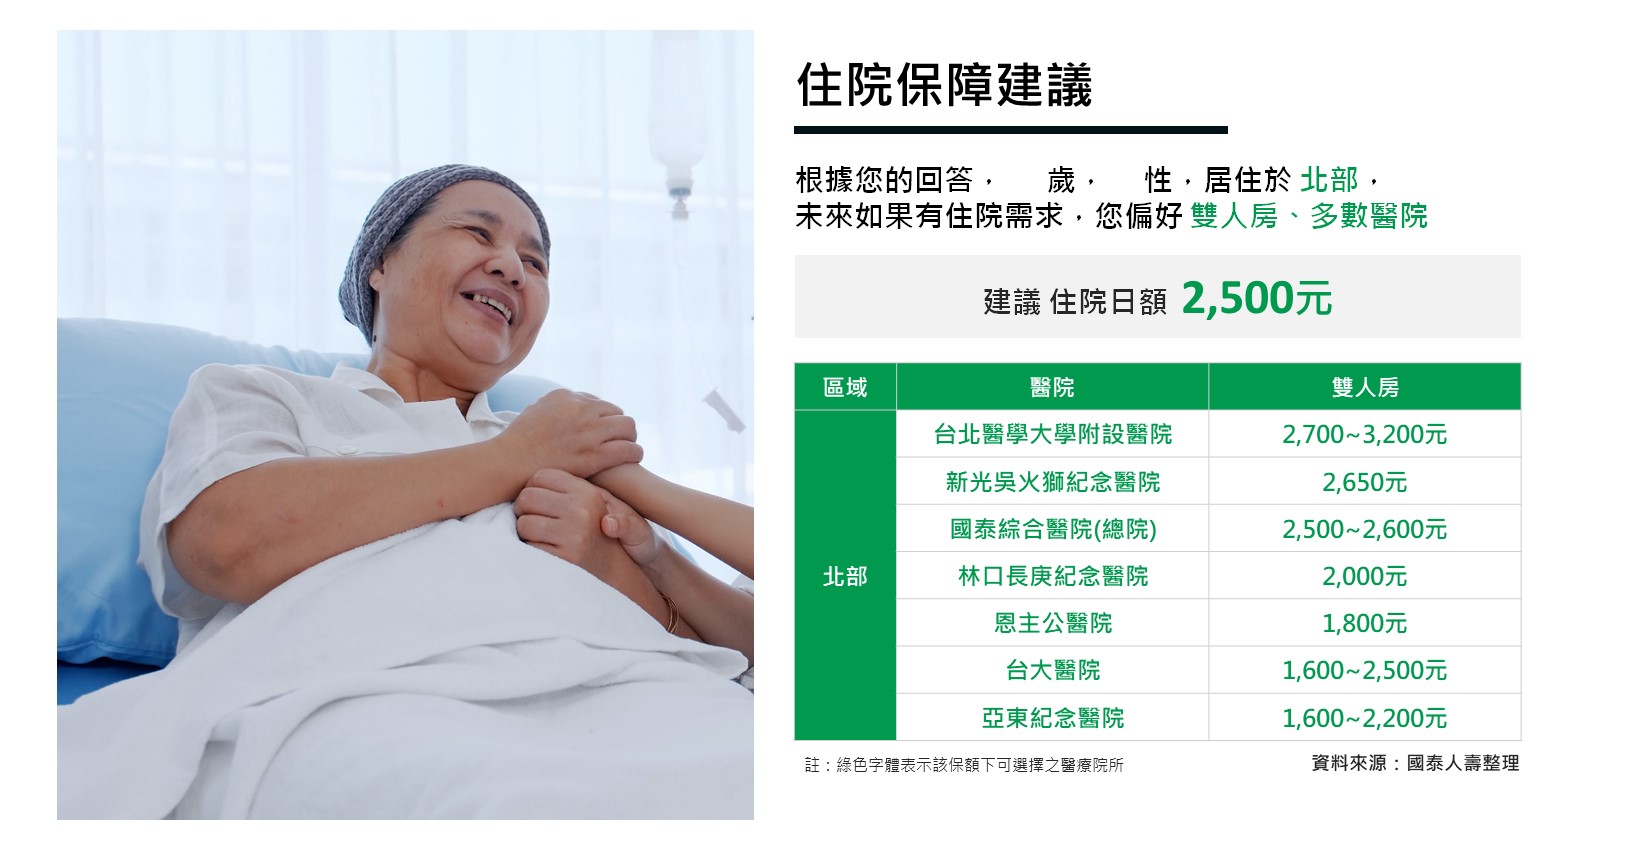 住院保障建議
根據您的回答， 歲， 性，居住於 北部，
未來如果有住院需求，您偏好 雙人房、多數醫院
建議 住院日額 2,500元
區域 醫院 雙人房
台北醫學大學附設醫院 2,700~3,200元
新光吳火獅紀念醫院 2,650元
國泰綜合醫院(總院) 2,500~2,600元
北部 林口長庚紀念醫院 2,000元
恩主公醫院 1,800元
台大醫院 1,600~2,500元
亞東紀念醫院 1,600~2,200元
註：綠色字體表示該保額下可選擇之醫療院所
資料來源：國泰人壽整理